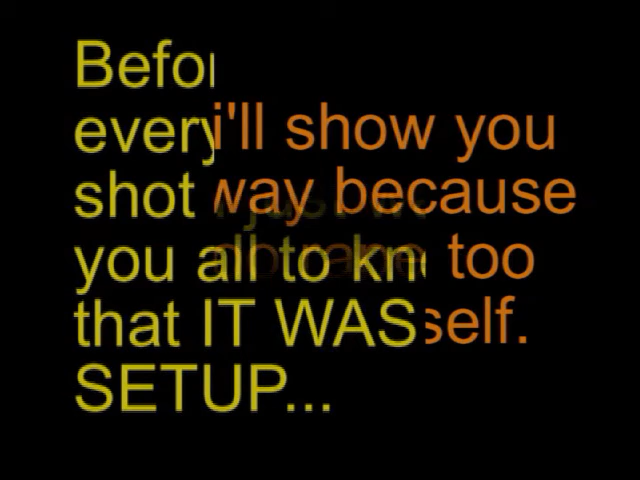 Befor
every i'll show you
shot way because
you all to kn too
that IT WAS self.
SETUP...